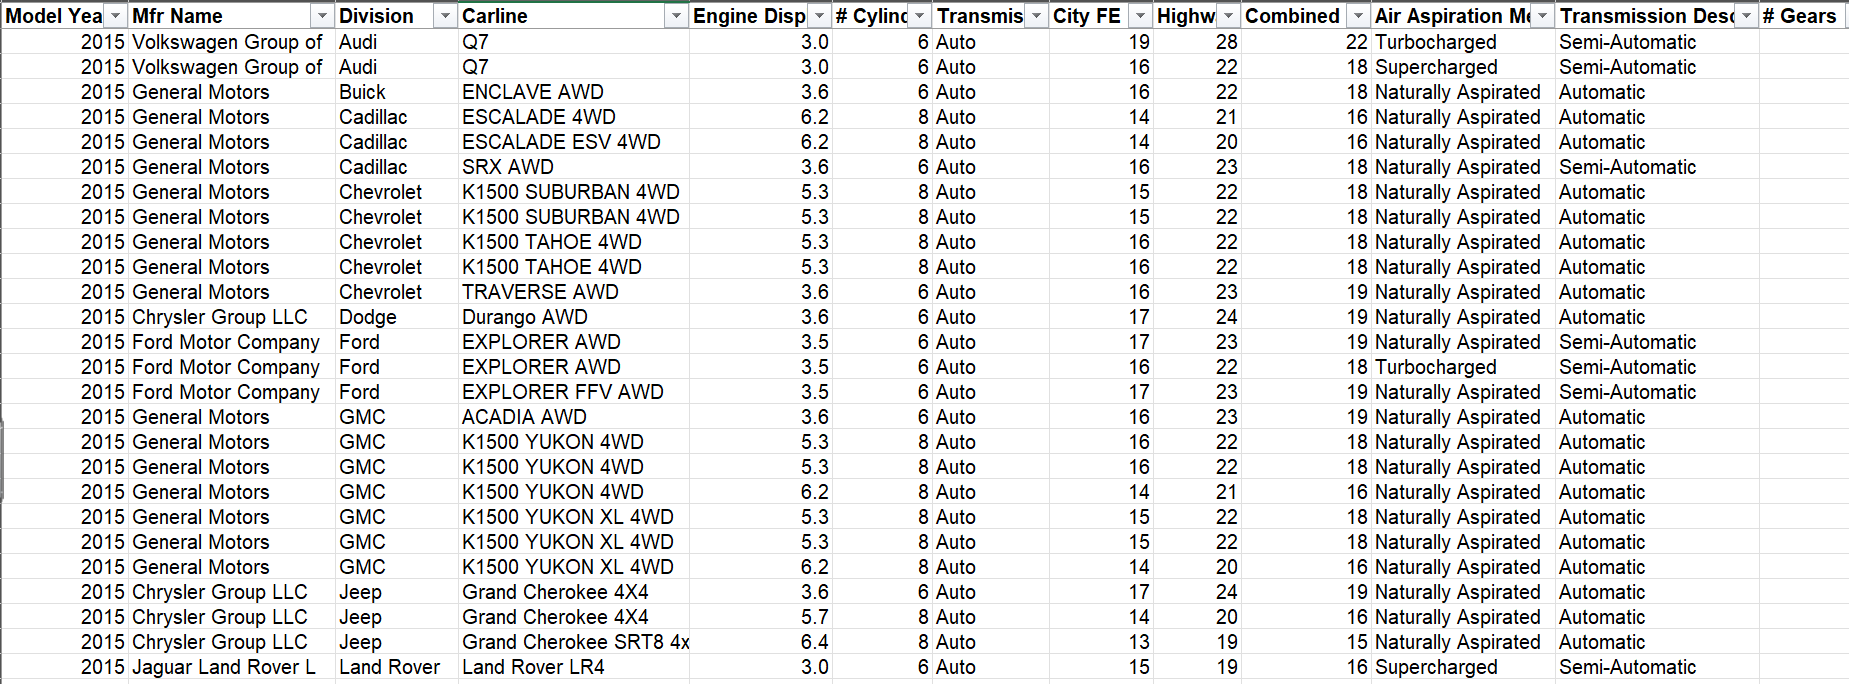 Model Yea Mfr Name Division Carline Engine Disp # Cylinc Transmis City FE Highw Combined Air Aspiration Me Transmission Desc # Gears
2015 Volkswagen Group of Audi Q7 3.0 6 Auto 19 28 22 Turbocharged Semi-Automatic
2015 Volkswagen Group of Audi Q7 3.0 6 Auto 16 22 18 Supercharged Semi-Automatic
2015 General Motors Buick ENCLAVE AWD 3.6 6 Auto 16 22 18 Naturally Aspirated Automatic
2015 General Motors Cadillac ESCALADE 4WD 6.2 8 Auto 14 21 16 Naturally Aspirated Automatic
2015 General Motors Cadillac ESCALADE ESV 4WD 6.2 8 Auto 14 20 16 Naturally Aspirated Automatic
2015 General Motors Cadillac SRX AWD 3.6 6 Auto 16 23 18 Naturally Aspirated Semi-Automatic
2015 General Motors Chevrolet K1500 SUBURBAN 4WD 5.3 8 Auto 15 22 18 Naturally Aspirated Automatic
2015 General Motors Chevrolet K1500 SUBURBAN 4WD 5.3 8 Auto 15 22 18 Naturally Aspirated Automatic
2015 General Motors Chevrolet K1500 TAHOE 4WD 5.3 8 Auto 16 22 18 Naturally Aspirated Automatic
2015 General Motors Chevrolet K1500 TAHOE 4WD 5.3 8 Auto 16 22 18 Naturally Aspirated Automatic
2015 General Motors Chevrolet TRAVERSE AWD 3.6 6 Auto 16 23 19 Naturally Aspirated Automatic
2015 Chrysler Group LLC Dodge Durango AWD 3.6 6 Auto 17 24 19 Naturally Aspirated Automatic
2015 Ford Motor Company Ford EXPLORER AWD 3.5 6 Auto 17 23 19 Naturally Aspirated Semi-Automatic
2015 Ford Motor Company Ford EXPLORER AWD 3.5 6 Auto 16 22 18 Turbocharged Semi-Automatic
2015 Ford Motor Company Ford EXPLORER FFV AWD 3.5 6 Auto 17 23 19 Naturally Aspirated Semi-Automatic
2015 General Motors GMC ACADIA AWD 3.6 6 Auto 16 23 19 Naturally Aspirated Automatic
2015 General Motors GMC K1500 YUKON 4WD 5.3 8 Auto 16 22 18 Naturally Aspirated Automatic
2015 General Motors GMC K1500 YUKON 4WD 5.3 8 Auto 16 22 18 Naturally Aspirated Automatic
2015 General Motors GMC K1500 YUKON 4WD 6.2 8 Auto 14 21 16 Naturally Aspirated Automatic
2015 General Motors GMC K1500 YUKON XL 4WD 5.3 8 Auto 15 22 18 Naturally Aspirated Automatic
2015 General Motors GMC K1500 YUKON XL 4WD 5.3 8 Auto 15 22 18 Naturally Aspirated Automatic
2015 General Motors GMC K1500 YUKON XL 4WD 6.2 8 Auto 14 20 16 Naturally Aspirated Automatic
2015 Chrysler Group LLC Jeep Grand Cherokee 4X4 3.6 6 Auto 17 24 19 Naturally Aspirated Automatic
2015 Chrysler Group LLC Jeep Grand Cherokee 4X4 5.7 8 Auto 14 20 16 Naturally Aspirated Automatic
2015 Chrysler Group LLC Jeep Grand Cherokee SRT8 4x 6.4 8 Auto 13 19 15 Naturally Aspirated Automatic
2015 Jaguar Land Rover L Land Rover Land Rover LR4 3.0 6 Auto 15 19 16 Supercharged Semi-Automatic